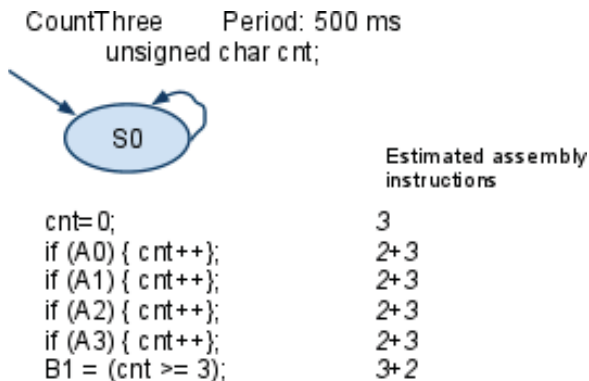 CountThree Period: 500 ms
unsigned char cnt;
S0
Estimated assembly
instructions
cnt=0; 3
if (A0) { cnt++}; 2+3
if (A1) { cnt++}; 2+3
if (A2) { cnt++}; 2+3
if (A3) { cnt++}; 2+3
B1 = (cnt >= 3); 3+2